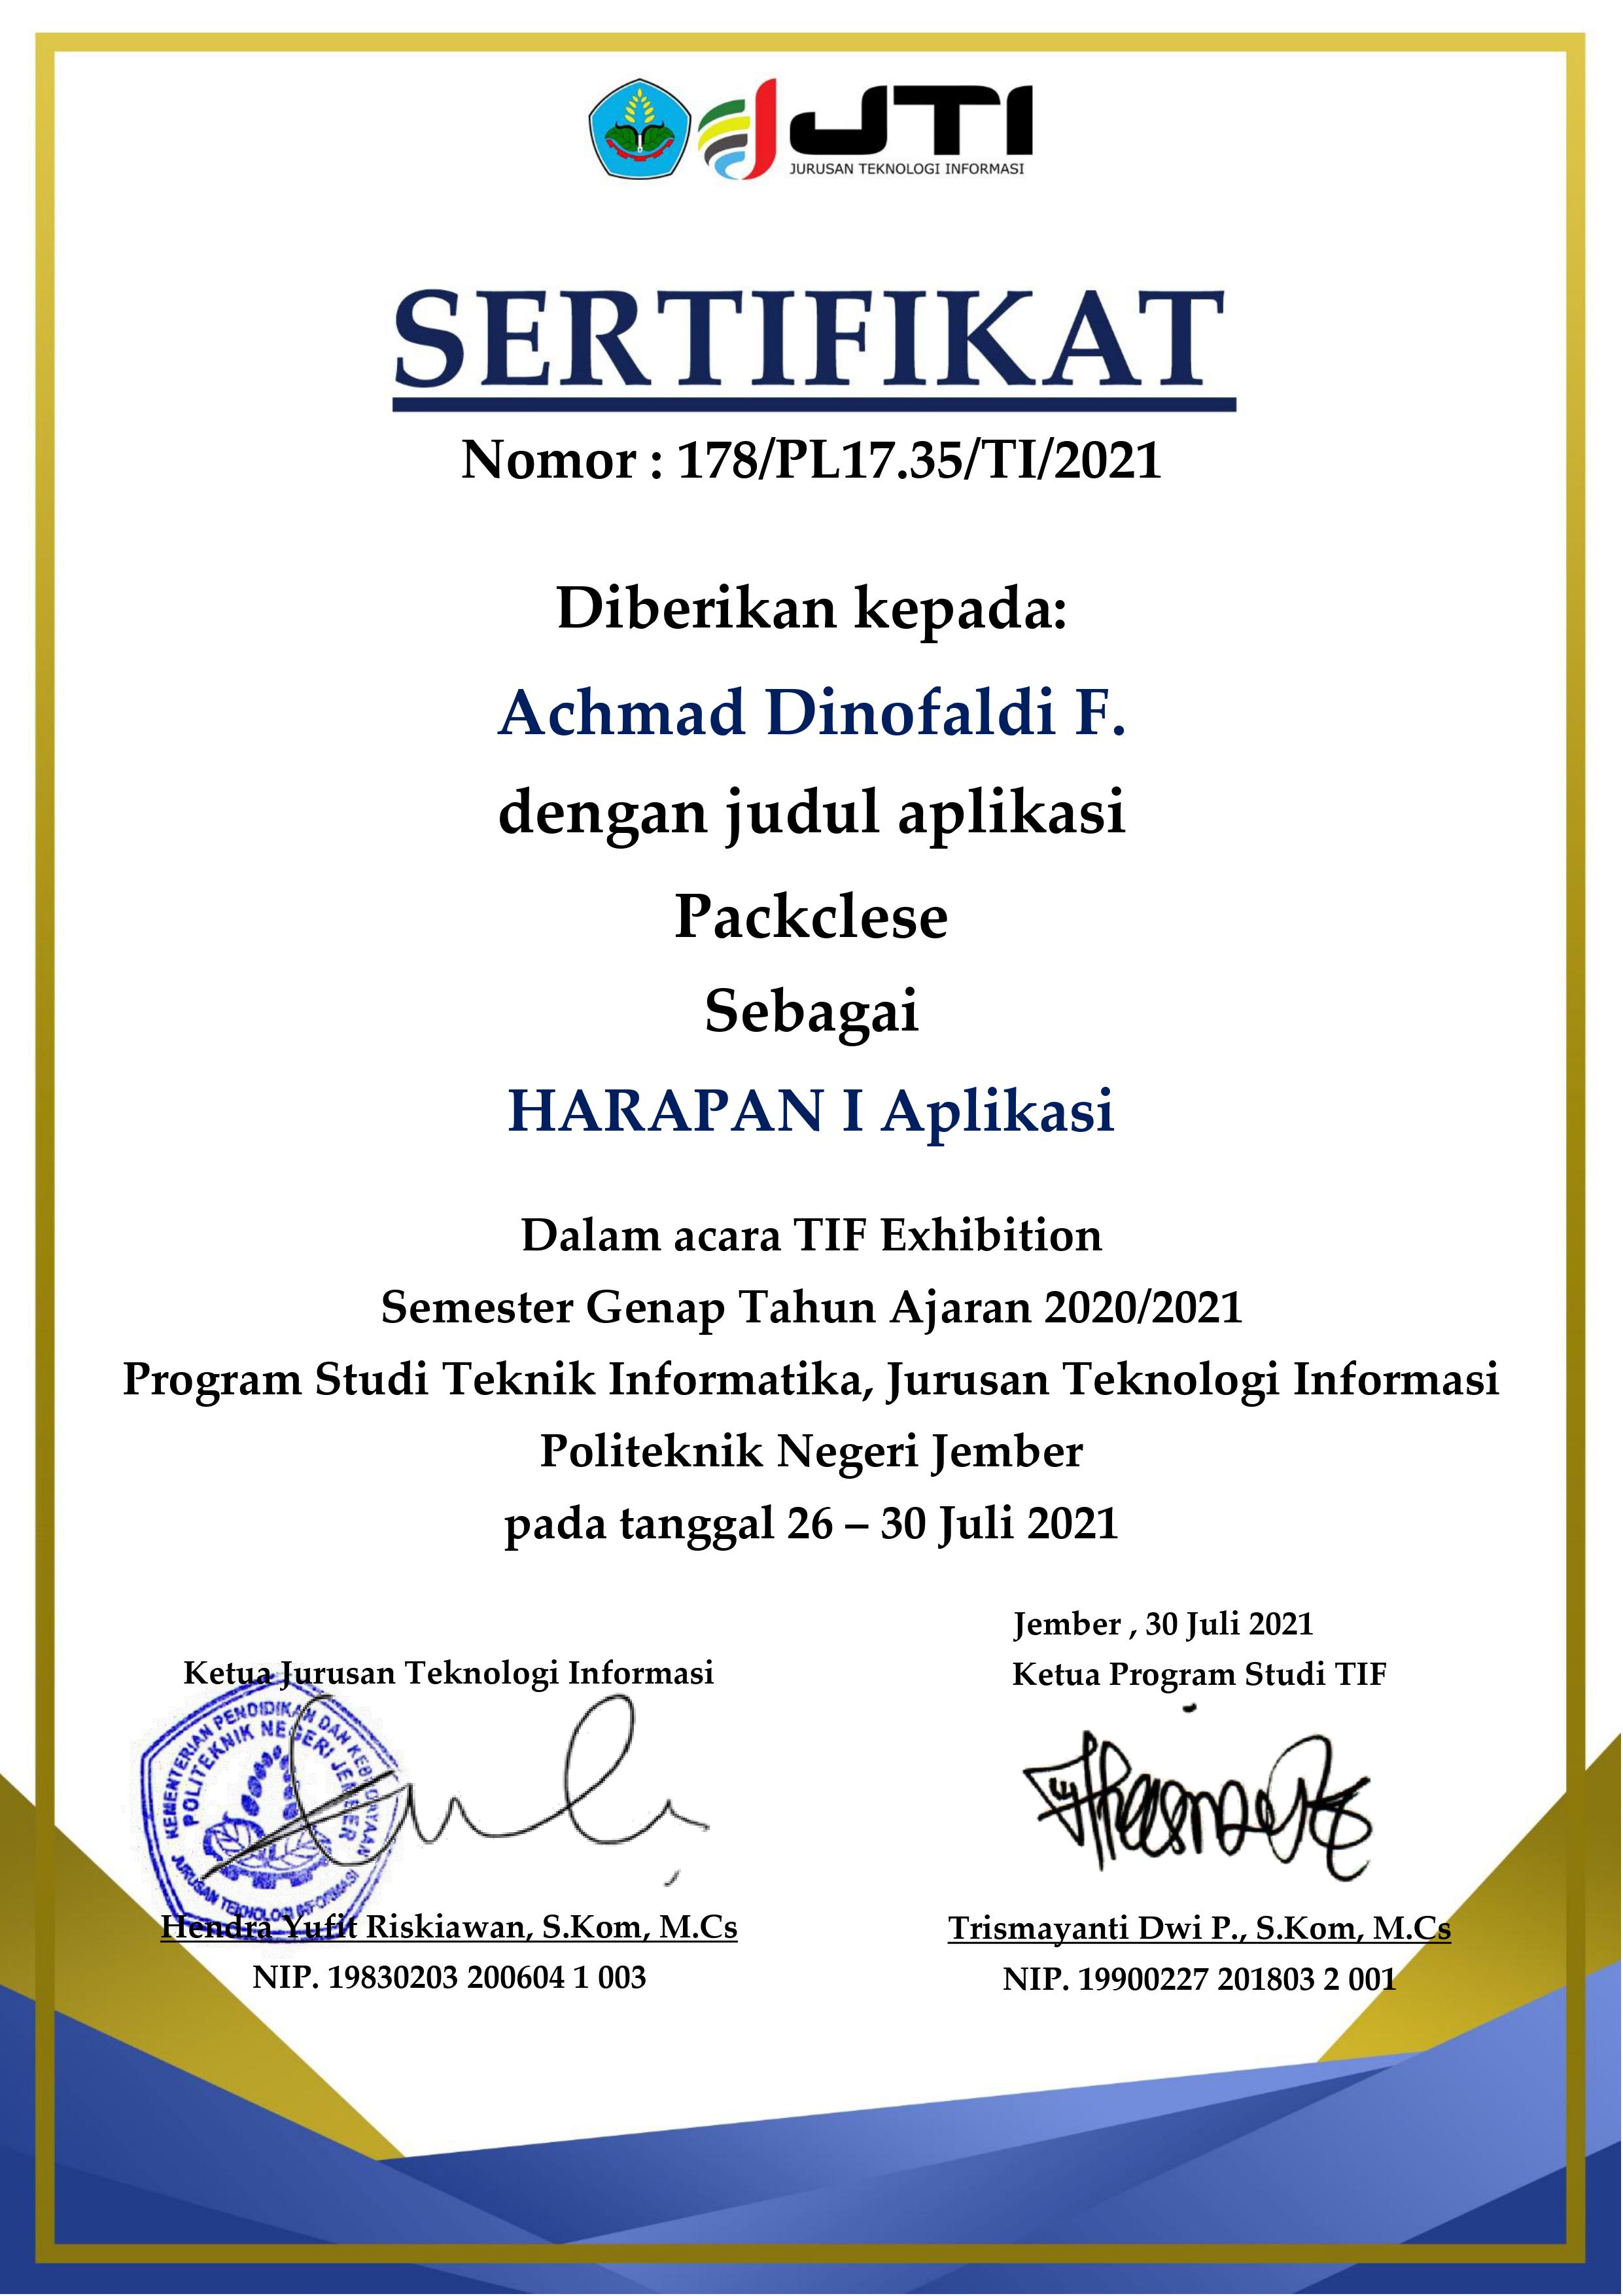 JTI
JURUSAN TEKNOLOGI INFORMASI
SERTIFIKAT
Nomor : 178/PL17.35/TI/2021
Diberikan kepada:
Achmad Dinofaldi F.
dengan judul aplikasi
Packclese
Sebagai
HARAPAN I Aplikasi
Dalam acara TIF Exhibition
Semester Genap Tahun Ajaran 2020/2021
Program Studi Teknik Informatika, Jurusan Teknologi Informasi
Politeknik Negeri Jember
pada tanggal 26 – 30 Juli 2021
Jember , 30 Juli 2021
Ketua Jurusan Teknologi Informasi
Ketua Program Studi TIF
KEMENTERIAN PENDIDIKAN DAN KEBUDAYAAN
POLITEKNIK NEGERI JEMBER
JURUSAN TEKNOLOGI INFORMASI
Hendra Yufit Riskiawan, S.Kom, M.Cs
Trismayanti Dwi P., S.Kom, M.Cs
NIP. 19830203 200604 1 003
NIP. 19900227 201803 2 001